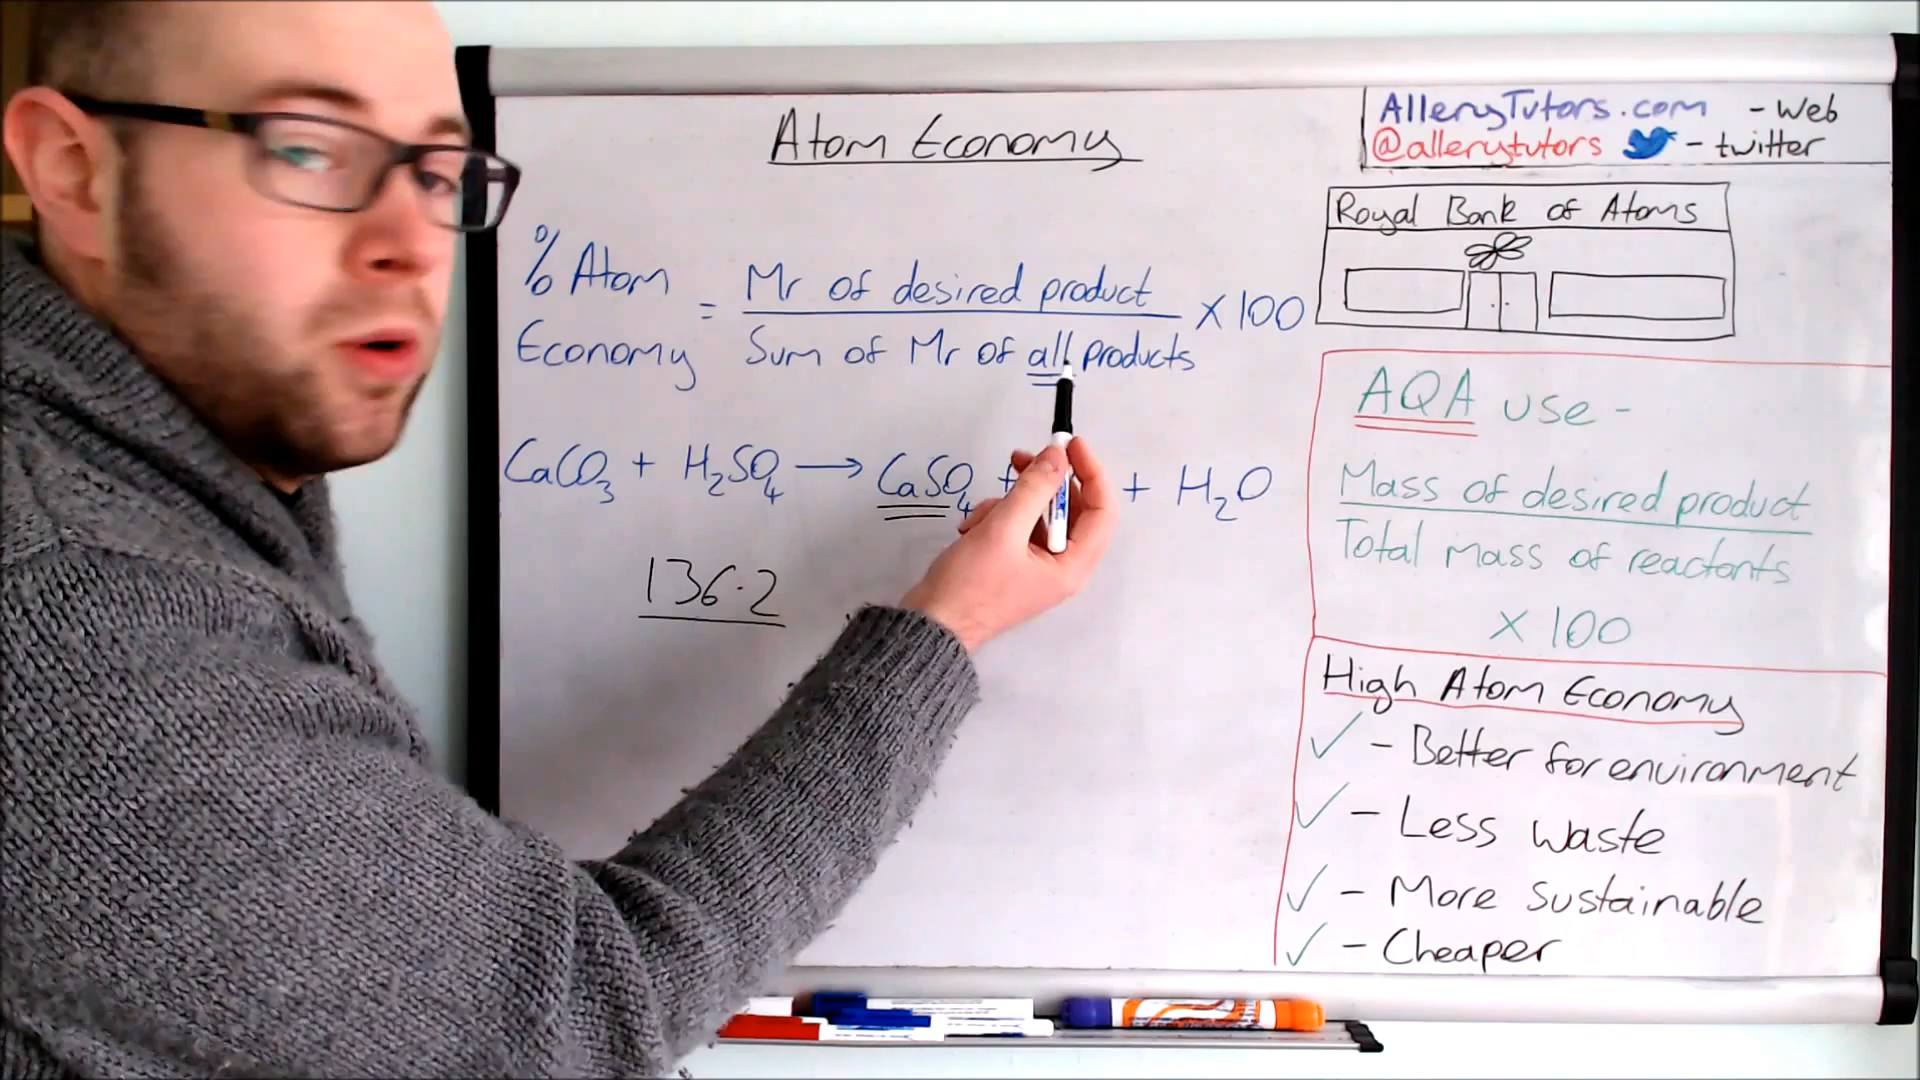 Atom Economy
AlleryTutors.com - Web
@allerytutors - twitter
Royal Bank of Atoms
% Atom Economy = Mr of desired product × 100
Sum of Mr of all products
CaCO3 + H2SO4 → CaSO4 + + H2O
136.2
AQA use -
Mass of desired product
Total mass of reactants
× 100
High Atom Economy
✓ - Better for environment
✓ - Less waste
✓ - More sustainable
✓ - Cheaper